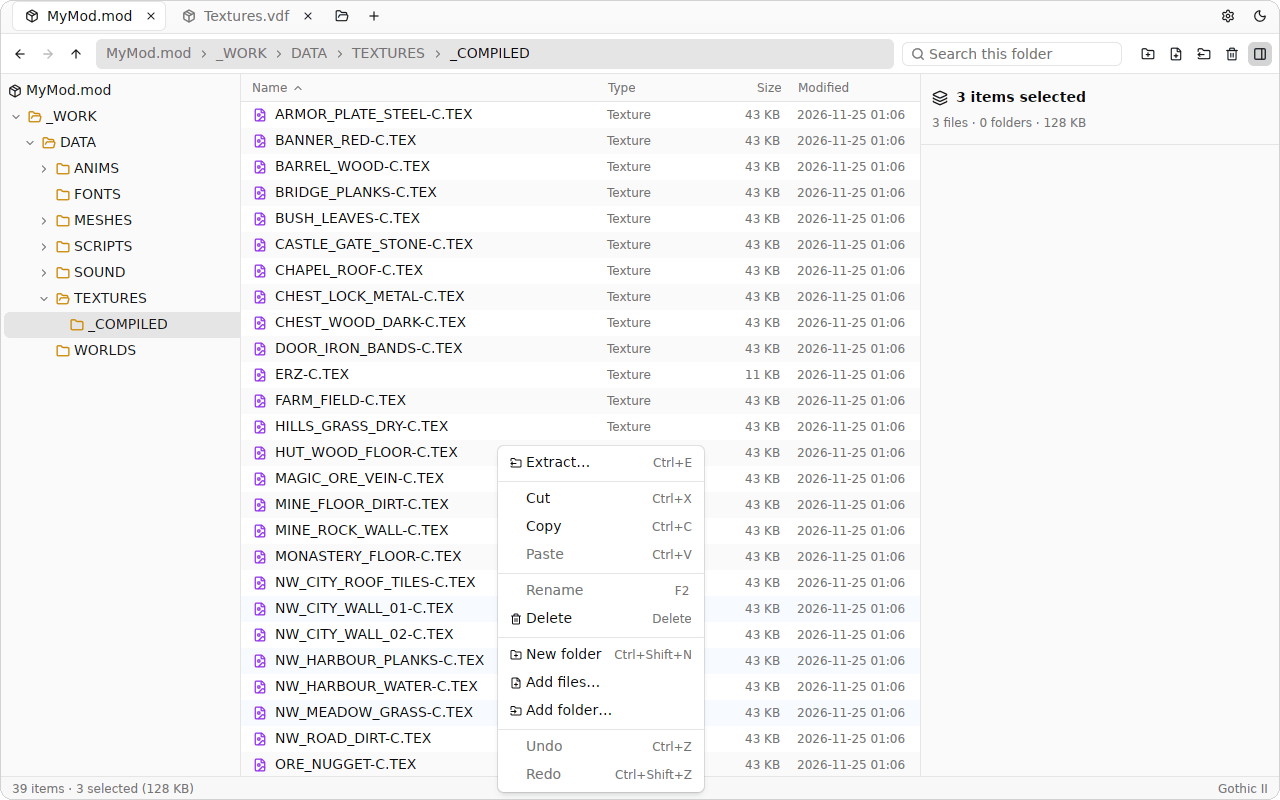 MyMod.mod
Textures.vdf
MyMod.mod > _WORK > DATA > TEXTURES > _COMPILED
Search this folder
MyMod.mod
_WORK
DATA
ANIMS
FONTS
MESHES
SCRIPTS
SOUND
TEXTURES
_COMPILED
WORLDS
Name Type Size Modified
ARMOR_PLATE_STEEL-C.TEX Texture 43 KB 2026-11-25 01:06
BANNER_RED-C.TEX Texture 43 KB 2026-11-25 01:06
BARREL_WOOD-C.TEX Texture 43 KB 2026-11-25 01:06
BRIDGE_PLANKS-C.TEX Texture 43 KB 2026-11-25 01:06
BUSH_LEAVES-C.TEX Texture 43 KB 2026-11-25 01:06
CASTLE_GATE_STONE-C.TEX Texture 43 KB 2026-11-25 01:06
CHAPEL_ROOF-C.TEX Texture 43 KB 2026-11-25 01:06
CHEST_LOCK_METAL-C.TEX Texture 43 KB 2026-11-25 01:06
CHEST_WOOD_DARK-C.TEX Texture 43 KB 2026-11-25 01:06
DOOR_IRON_BANDS-C.TEX Texture 43 KB 2026-11-25 01:06
ERZ-C.TEX Texture 11 KB 2026-11-25 01:06
FARM_FIELD-C.TEX Texture 43 KB 2026-11-25 01:06
HILLS_GRASS_DRY-C.TEX Texture 43 KB 2026-11-25 01:06
HUT_WOOD_FLOOR-C.TEX 43 KB 2026-11-25 01:06
MAGIC_ORE_VEIN-C.TEX 43 KB 2026-11-25 01:06
MINE_FLOOR_DIRT-C.TEX 43 KB 2026-11-25 01:06
MINE_ROCK_WALL-C.TEX 43 KB 2026-11-25 01:06
MONASTERY_FLOOR-C.TEX 43 KB 2026-11-25 01:06
NW_CITY_ROOF_TILES-C.TEX 43 KB 2026-11-25 01:06
NW_CITY_WALL_01-C.TEX 43 KB 2026-11-25 01:06
NW_CITY_WALL_02-C.TEX 43 KB 2026-11-25 01:06
NW_HARBOUR_PLANKS-C.TEX 43 KB 2026-11-25 01:06
NW_HARBOUR_WATER-C.TEX 43 KB 2026-11-25 01:06
NW_MEADOW_GRASS-C.TEX 43 KB 2026-11-25 01:06
NW_ROAD_DIRT-C.TEX 43 KB 2026-11-25 01:06
ORE_NUGGET-C.TEX 43 KB 2026-11-25 01:06
Extract... Ctrl+E
Cut Ctrl+X
Copy Ctrl+C
Paste Ctrl+V
Rename F2
Delete Delete
New folder Ctrl+Shift+N
Add files...
Add folder...
Undo Ctrl+Z
Redo Ctrl+Shift+Z
3 items selected
3 files · 0 folders · 128 KB
39 items · 3 selected (128 KB)
Gothic II